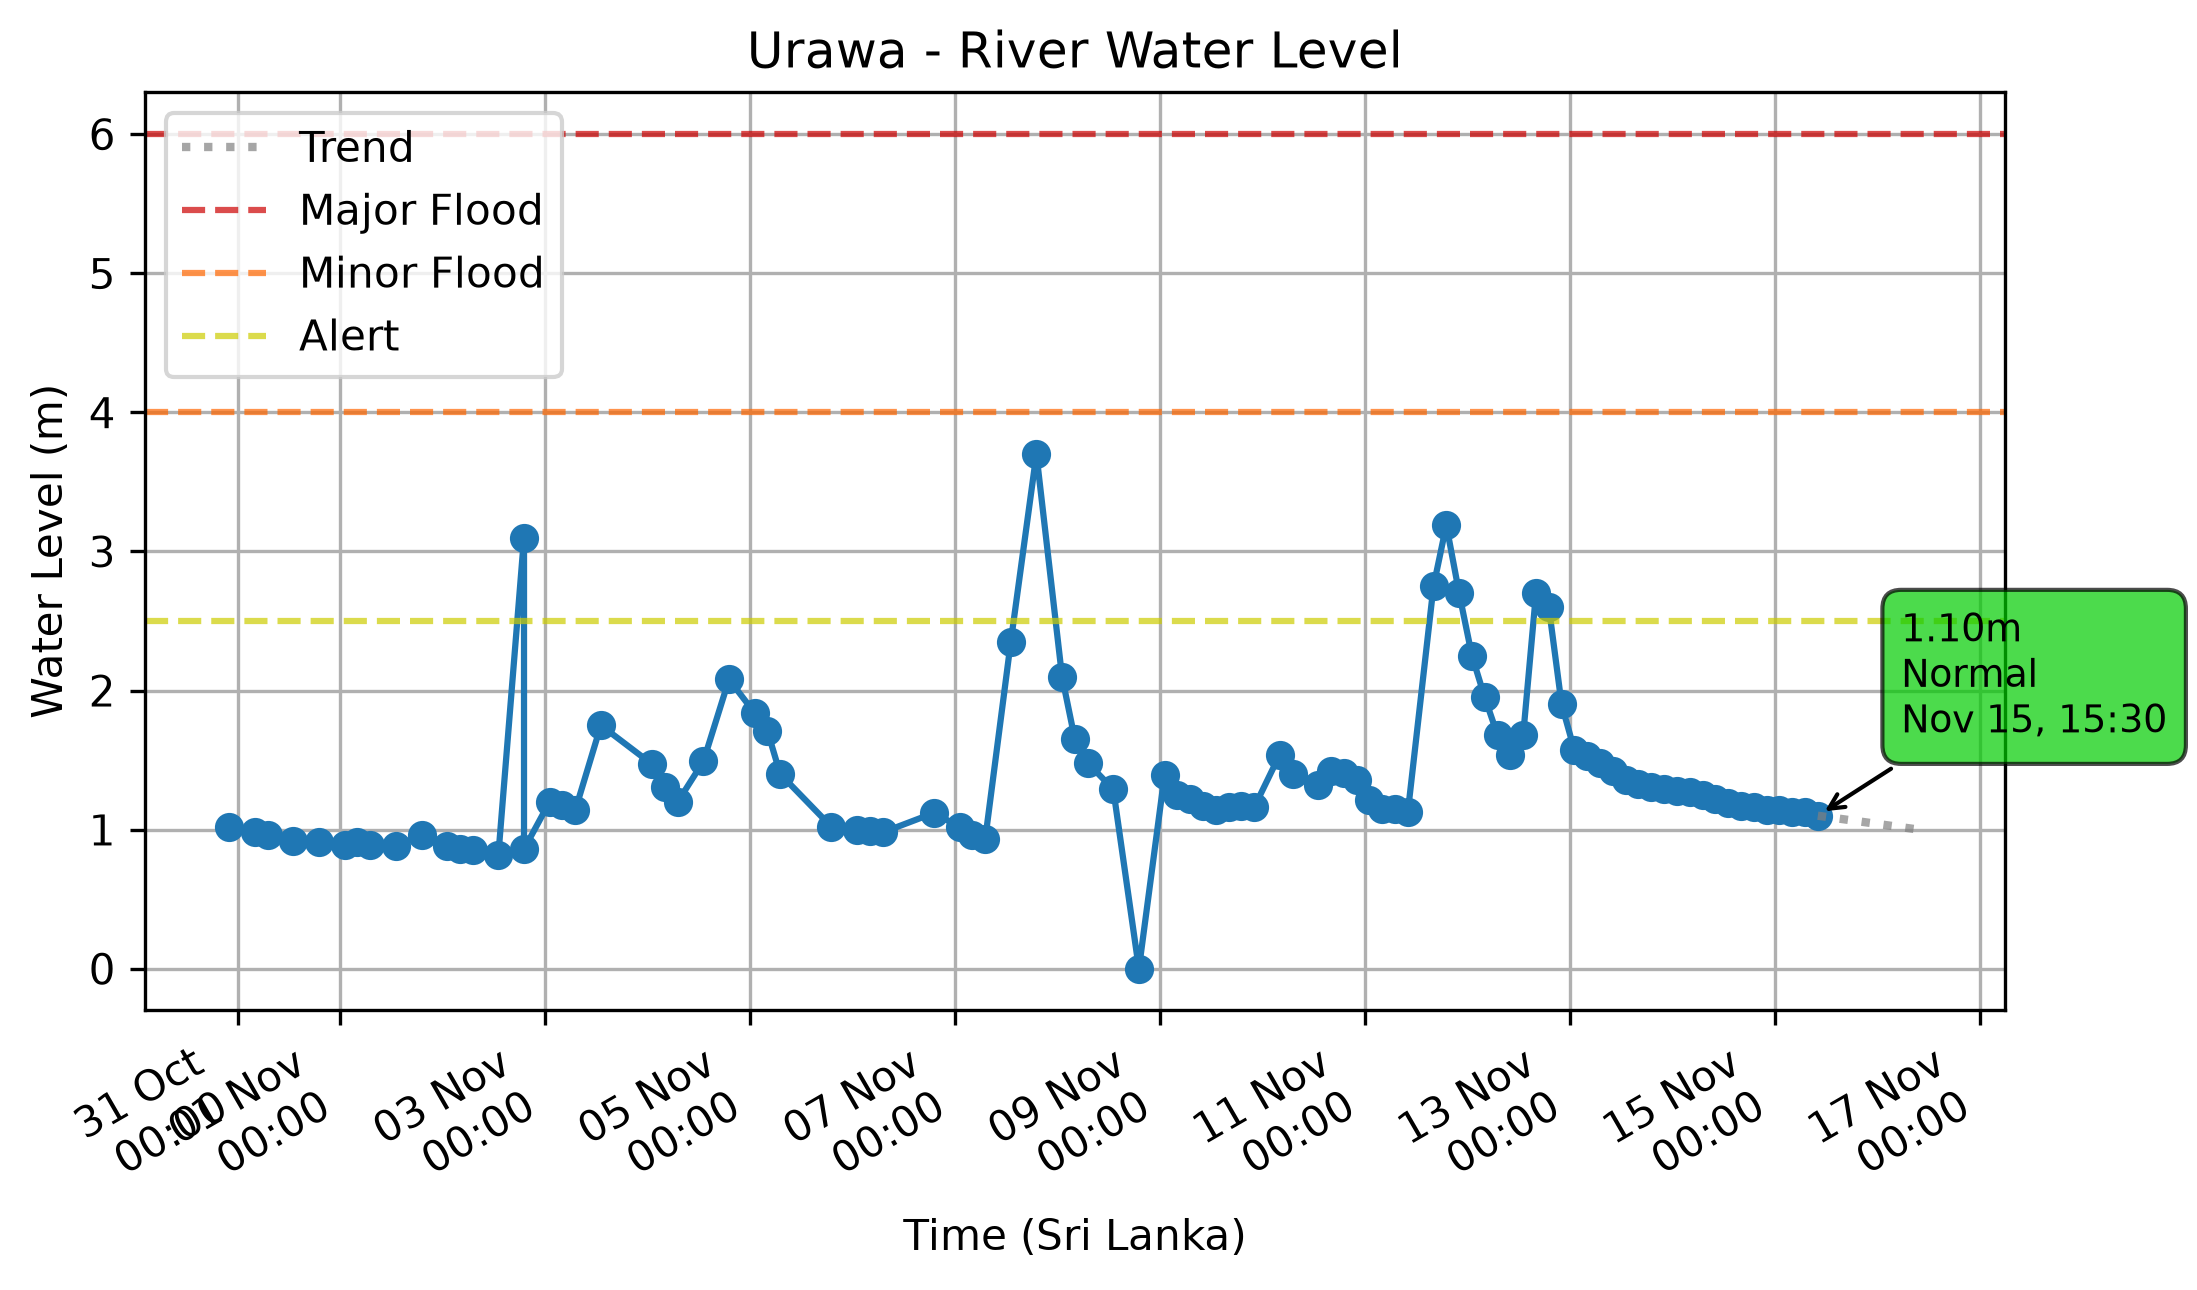 Urawa - River Water Level
Water Level (m)
6
5
4
3
2
1
0
Trend
Major Flood
Minor Flood
Alert
1.10m
Normal
Nov 15, 15:30
31 Oct
00:00
01 Nov
00:00
03 Nov
00:00
05 Nov
00:00
07 Nov
00:00
09 Nov
00:00
11 Nov
00:00
13 Nov
00:00
15 Nov
00:00
17 Nov
00:00
Time (Sri Lanka)